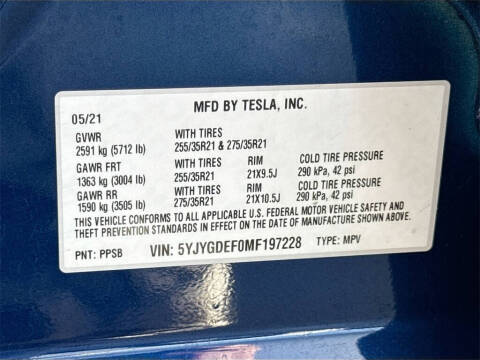 MFD BY TESLA, INC.
05/21
GVWR WITH TIRES
2591 kg (5712 lb) 255/35R21 & 275/35R21
GAWR FRT WITH TIRES RIM COLD TIRE PRESSURE
1363 kg (3004 lb) 255/35R21 21X9.5J 290 kPa, 42 psi
GAWR RR WITH TIRES RIM COLD TIRE PRESSURE
1590 kg (3505 lb) 275/35R21 21X10.5J 290 kPa, 42 psi
THIS VEHICLE CONFORMS TO ALL APPLICABLE U.S. FEDERAL MOTOR VEHICLE SAFETY AND
THEFT PREVENTION STANDARDS IN EFFECT ON THE DATE OF MANUFACTURE SHOWN ABOVE.
PNT: PPSB VIN: 5YJYGDEF0MF197228 TYPE: MPV